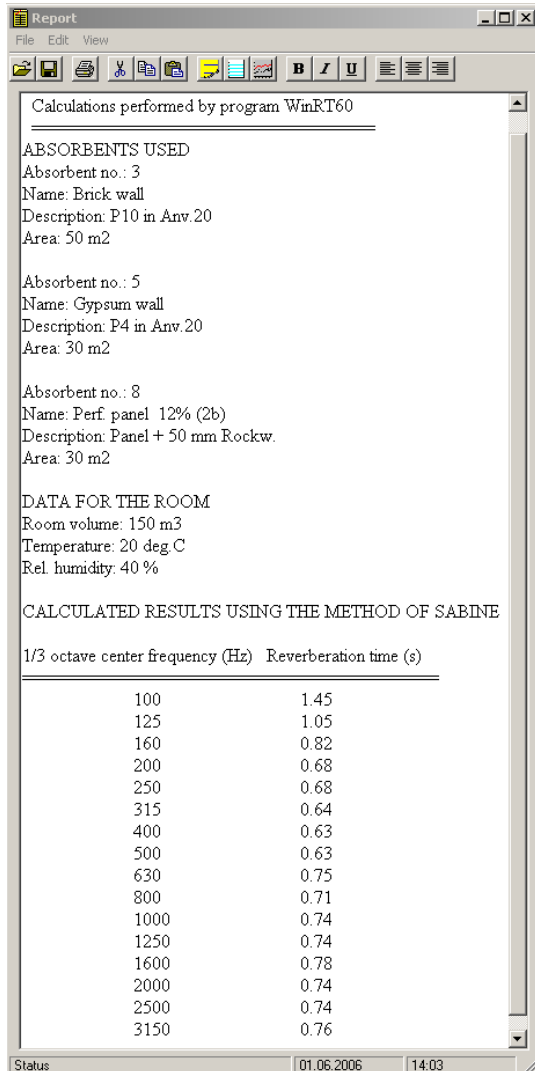 Report
File Edit View
B I U
Calculations performed by program WinRT60
ABSORBENTS USED
Absorbent no.: 3
Name: Brick wall
Description: P10 in Anv.20
Area: 50 m2
Absorbent no.: 5
Name: Gypsum wall
Description: P4 in Anv.20
Area: 30 m2
Absorbent no.: 8
Name: Perf. panel 12% (2b)
Description: Panel + 50 mm Rockw.
Area: 30 m2
DATA FOR THE ROOM
Room volume: 150 m3
Temperature: 20 deg.C
Rel. humidity: 40 %
CALCULATED RESULTS USING THE METHOD OF SABINE
1/3 octave center frequency (Hz) Reverberation time (s)
100 1.45
125 1.05
160 0.82
200 0.68
250 0.68
315 0.64
400 0.63
500 0.63
630 0.75
800 0.71
1000 0.74
1250 0.74
1600 0.78
2000 0.74
2500 0.74
3150 0.76
Status 01.06.2006 14:03